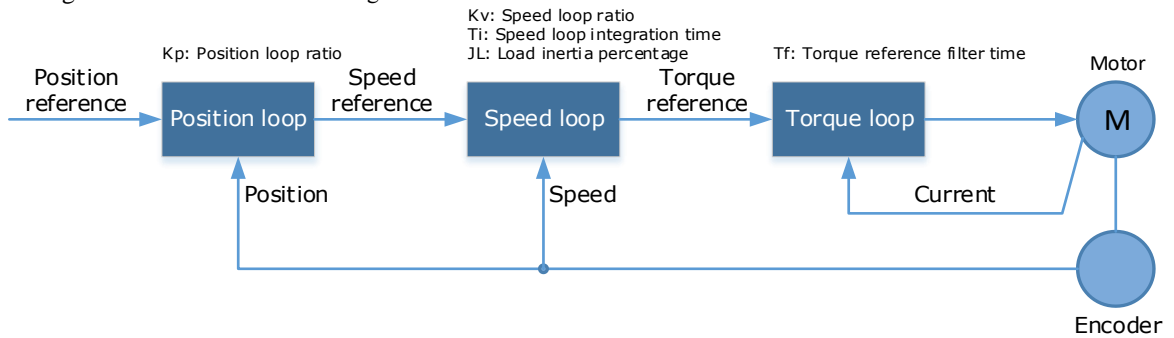 Kv: Speed loop ratio
Kp: Position loop ratio
Ti: Speed loop integration time
JL: Load inertia percentage
Tf: Torque reference filter time
Position
reference
Speed
reference
Torque
reference
Motor
Position loop
Speed loop
Torque loop
M
Position
Speed
Current
Encoder